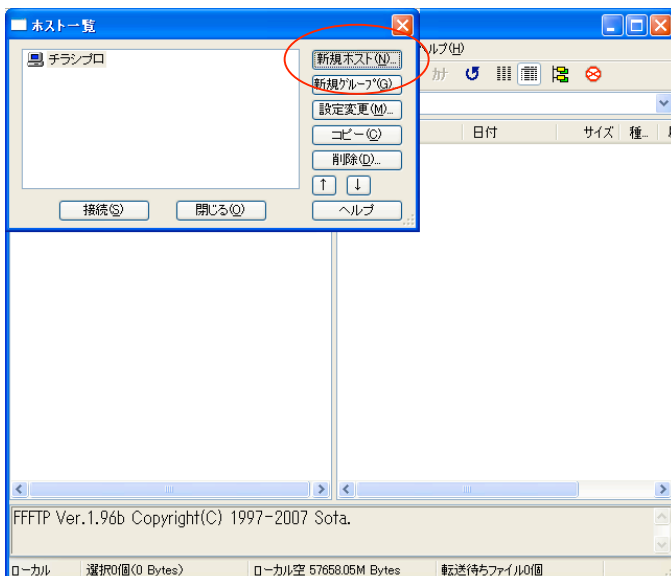 ホスト一覧
チラシプロ
新規ホスト(N)...
新規グループ(G)
設定変更(M)...
コピー(C)
削除(D)...
↑ ↓
接続(S) 閉じる(O) ヘルプ
ヘルプ(H)
日付 サイズ 種...
FFFTP Ver.1.96b Copyright(C) 1997-2007 Sota.
ローカル 選択0個(0 Bytes) ローカル空 57658.05M Bytes 転送待ちファイル0個